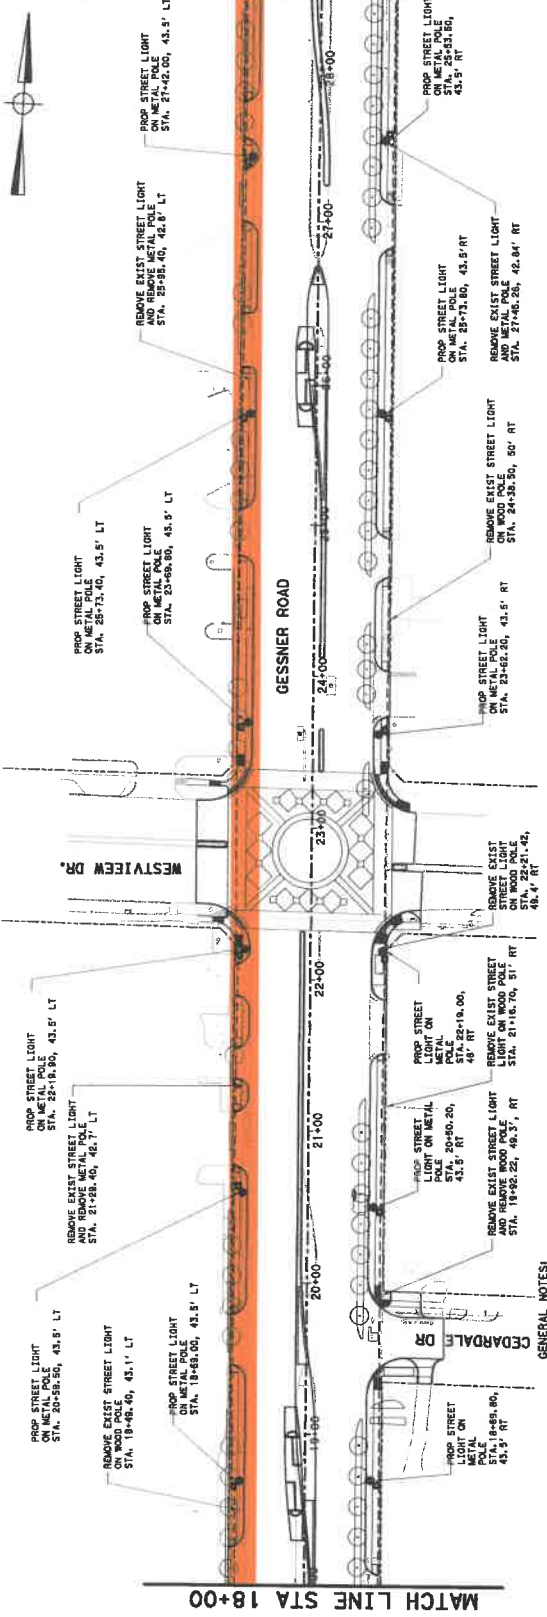 PROP STREET LIGHT
ON METAL POLE
STA. 20+59.50, 43.5' LT
REMOVE EXIST STREET LIGHT
ON WOOD POLE
STA. 18+49.40, 43.1' LT
PROP STREET LIGHT
ON METAL POLE
STA. 18+69.00, 43.5' LT
PROP STREET LIGHT
ON METAL POLE
STA. 22+19.90, 43.5' LT
REMOVE EXIST STREET LIGHT
AND REMOVE METAL POLE
STA. 21+29.40, 42.7' LT
WESTVIEEW DR.
PROP STREET LIGHT
ON METAL POLE
STA. 25+73.40, 43.5' LT
PROP STREET LIGHT
ON METAL POLE
STA. 23+69.80, 43.5' LT
REMOVE EXIST STREET LIGHT
AND REMOVE METAL POLE
STA. 25+95.40, 42.8' LT
PROP STREET LIGHT
ON METAL POLE
STA. 27+42.00, 43.5' LT
GESSNER ROAD
19+00
20+00
21+00
22+00
23+00
24+00
25+00
26+00
27+00
28+00
MATCH LINE STA 18+00
PROP STREET
LIGHT ON
METAL
POLE
STA. 18+69.80,
43.5' RT
CEDARDALE DR
PROP STREET
LIGHT ON METAL
POLE
STA. 20+50.20,
43.5' RT
REMOVE EXIST STREET LIGHT
AND REMOVE WOOD POLE
STA. 19+92.22, 49.3', RT
PROP STREET
LIGHT ON
METAL
POLE
STA. 22+19.00,
46' RT
REMOVE EXIST STREET
LIGHT ON WOOD POLE
STA. 21+16.70, 51' RT
REMOVE EXIST
STREET LIGHT
ON WOOD POLE
STA. 22+21.42,
49.4' RT
PROP STREET LIGHT
ON METAL POLE
STA. 23+62.20, 43.5' RT
REMOVE EXIST STREET LIGHT
ON WOOD POLE
STA. 24+38.50, 50' RT
PROP STREET LIGHT
ON METAL POLE
STA. 25+73.80, 43.5' RT
REMOVE EXIST STREET LIGHT
AND METAL POLE
STA. 27+45.26, 42.84' RT
PROP STREET LIGHT
ON METAL POLE
STA. 25+53.50,
43.5' RT
GENERAL NOTES: